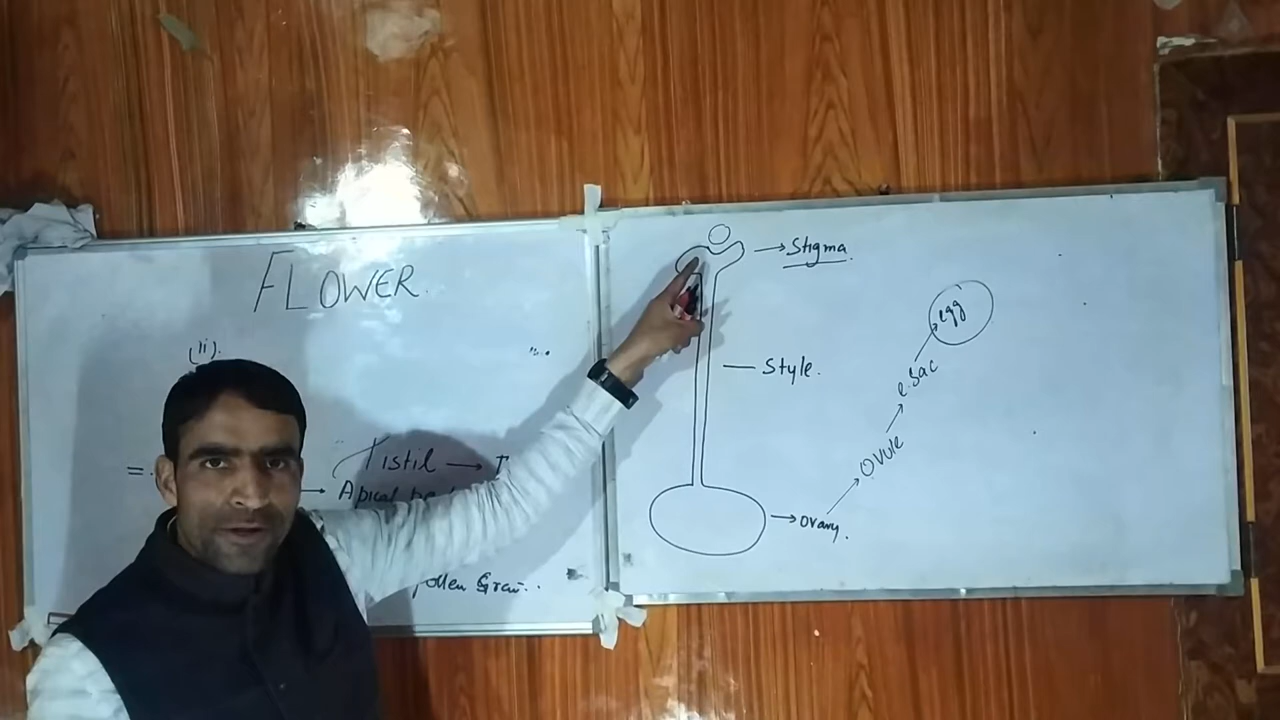 FLOWER.
(ii).
Pistil →
→ Apical
Pollen Grain..
→ Stigma.
— Style.
→ Ovary.
Ovule
e.Sac
egg